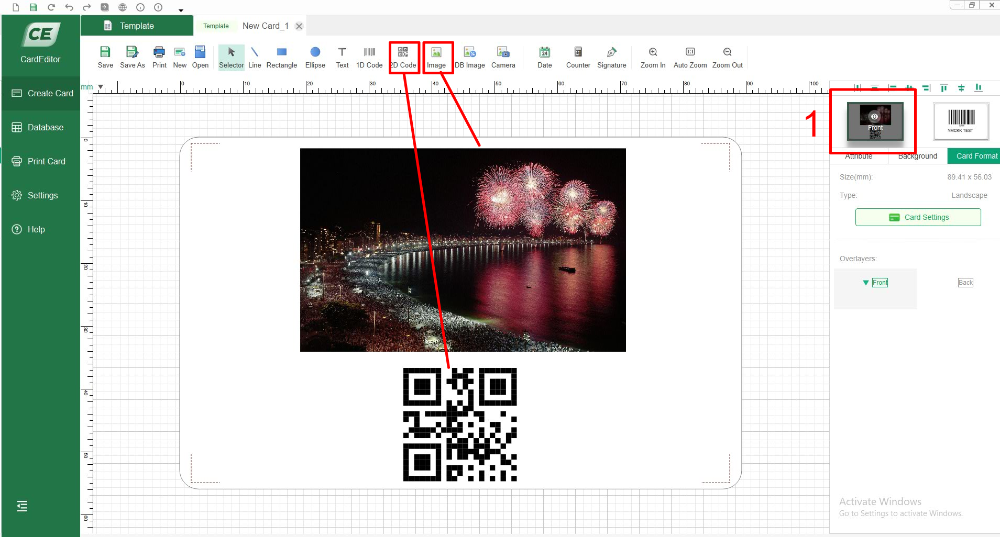 Template
Template New Card_1
CE
CardEditor
Save Save As Print New Open Selector Line Rectangle Ellipse Text 1D Code 2D Code Image DB Image Camera 24 Date Counter Signature Zoom In Auto Zoom Zoom Out
mm 0 10 20 30 40 50 60 70 80 90 100
0 10 20 30 40 50 60
Create Card
Database
Print Card
Settings
Help
1
Front
YMCKK TEST
Attribute Background Card Format
Size(mm): 89.41 x 56.03
Type: Landscape
Card Settings
Overlayers:
Front Back
Activate Windows
Go to Settings to activate Windows.